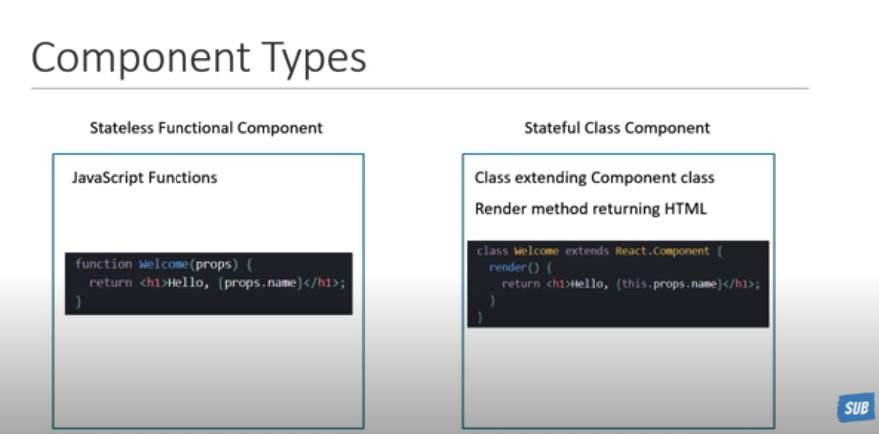 Component Types
Stateless Functional Component
JavaScript Functions
function Welcome(props) {
return <h1>Hello, {props.name}</h1>;
}
Stateful Class Component
Class extending Component class
Render method returning HTML
class Welcome extends React.Component {
render() {
return <h1>Hello, {this.props.name}</h1>;
}
}
SUB